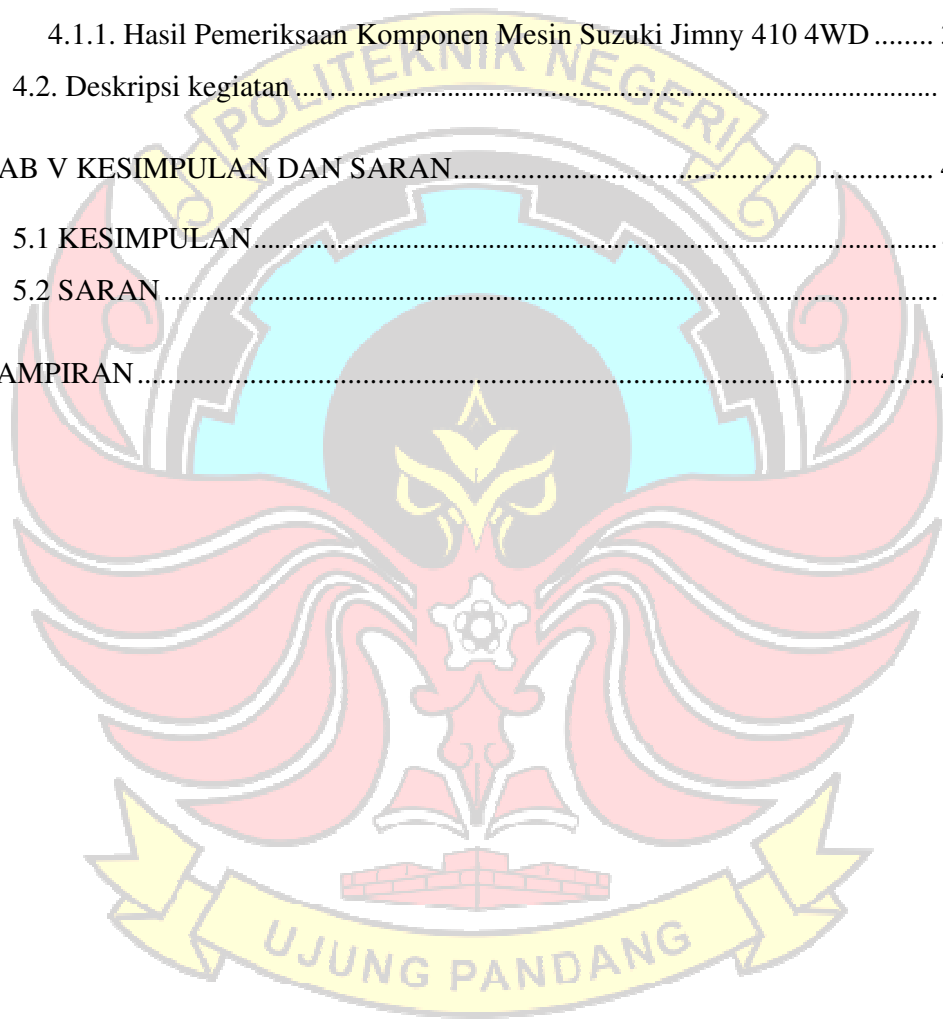 4.1.1. Hasil Pemeriksaan Komponen Mesin Suzuki Jimny 410 4WD ........
4.2. Deskripsi kegiatan ................................................................................
AB V KESIMPULAN DAN SARAN............................................................
5.1 KESIMPULAN.....................................................................................
5.2 SARAN ................................................................................................
AMPIRAN ...................................................................................................
POLITEKNIK NEGERI
UJUNG PANDANG